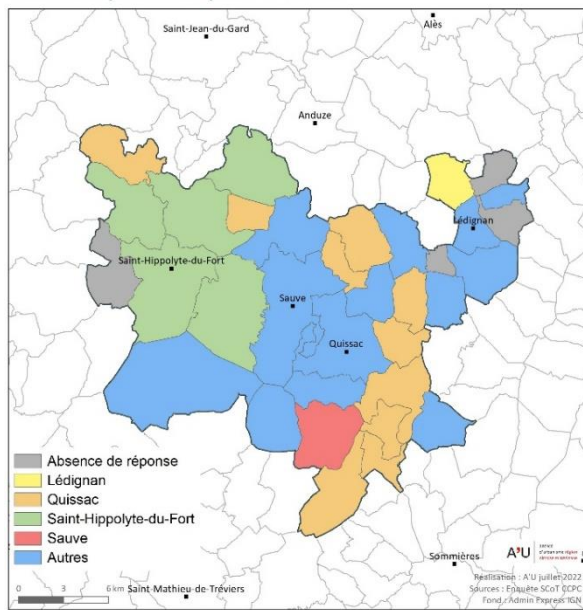 Alès
Saint-Jean-du-Gard
Anduze
Lédignan
Saint-Hippolyte-du-Fort
Sauve
Quissac
Absence de réponse
Lédignan
Quissac
Saint-Hippolyte-du-Fort
Sauve
Autres
A'U
Sommières
0 3 6 km
Saint-Mathieu-de-Tréviers
Réalisation : A'U juillet 2022
Sources : Enquête SCoT CCPC
Fond : Admin Express IGN